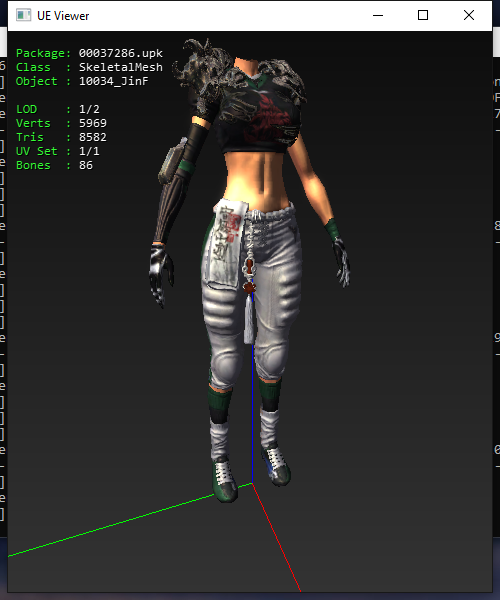 UE Viewer
Package: 00037286.upk
Class : SkeletalMesh
Object : 10034_JinF
LOD : 1/2
Verts : 5969
Tris : 8582
UV Set : 1/1
Bones : 86